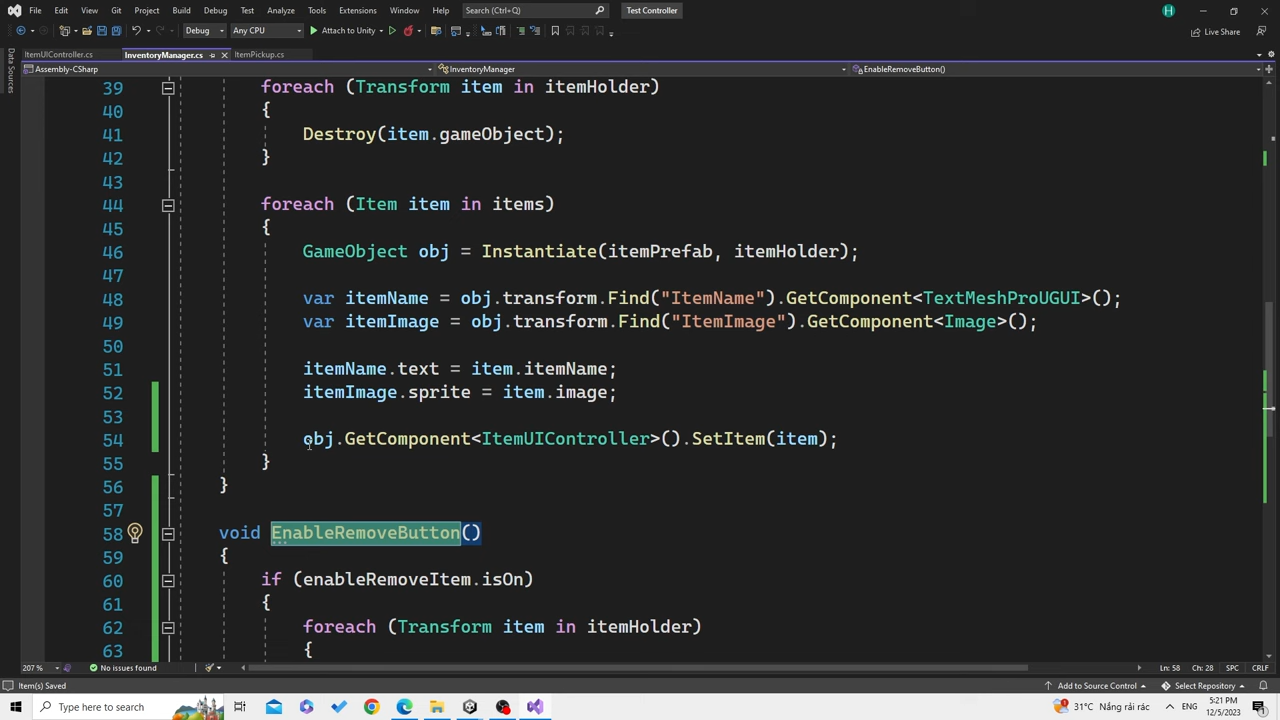 File Edit View Git Project Build Debug Test Analyze Tools Extensions Window Help Search (Ctrl+Q) Test Controller H
Debug Any CPU Attach to Unity Live Share
ItemUIController.cs InventoryManager.cs ItemPickup.cs
Assembly-CSharp InventoryManager EnableRemoveButton()
Data Sources
39 foreach (Transform item in itemHolder)
40 {
41 Destroy(item.gameObject);
42 }
43
44 foreach (Item item in items)
45 {
46 GameObject obj = Instantiate(itemPrefab, itemHolder);
47
48 var itemName = obj.transform.Find("ItemName").GetComponent<TextMeshProUGUI>();
49 var itemImage = obj.transform.Find("ItemImage").GetComponent<Image>();
50
51 itemName.text = item.itemName;
52 itemImage.sprite = item.image;
53
54 obj.GetComponent<ItemUIController>().SetItem(item);
55 }
56 }
57
58 void EnableRemoveButton()
59 {
60 if (enableRemoveItem.isOn)
61 {
62 foreach (Transform item in itemHolder)
63 {
207 % No issues found Ln: 58 Ch: 28 SPC CRLF
Item(s) Saved Add to Source Control Select Repository
Type here to search 31°C Nắng rải rác 5:21 PM
12/5/2023